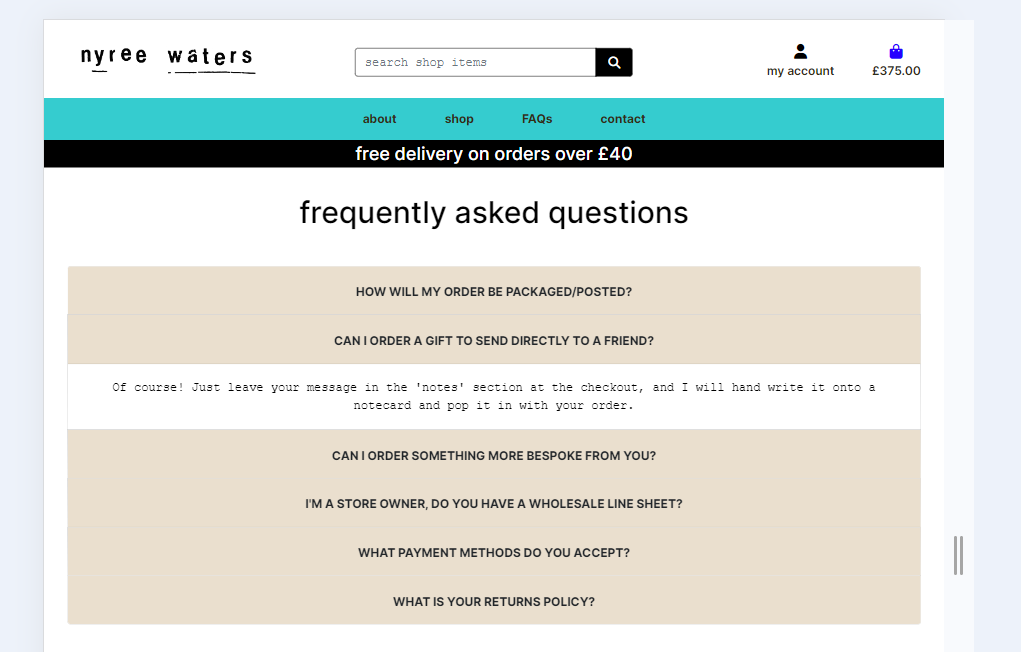 nyree waters
search shop items
my account
£375.00
about
shop
FAQs
contact
free delivery on orders over £40
frequently asked questions
HOW WILL MY ORDER BE PACKAGED/POSTED?
CAN I ORDER A GIFT TO SEND DIRECTLY TO A FRIEND?
Of course! Just leave your message in the 'notes' section at the checkout, and I will hand write it onto a
notecard and pop it in with your order.
CAN I ORDER SOMETHING MORE BESPOKE FROM YOU?
I'M A STORE OWNER, DO YOU HAVE A WHOLESALE LINE SHEET?
WHAT PAYMENT METHODS DO YOU ACCEPT?
WHAT IS YOUR RETURNS POLICY?